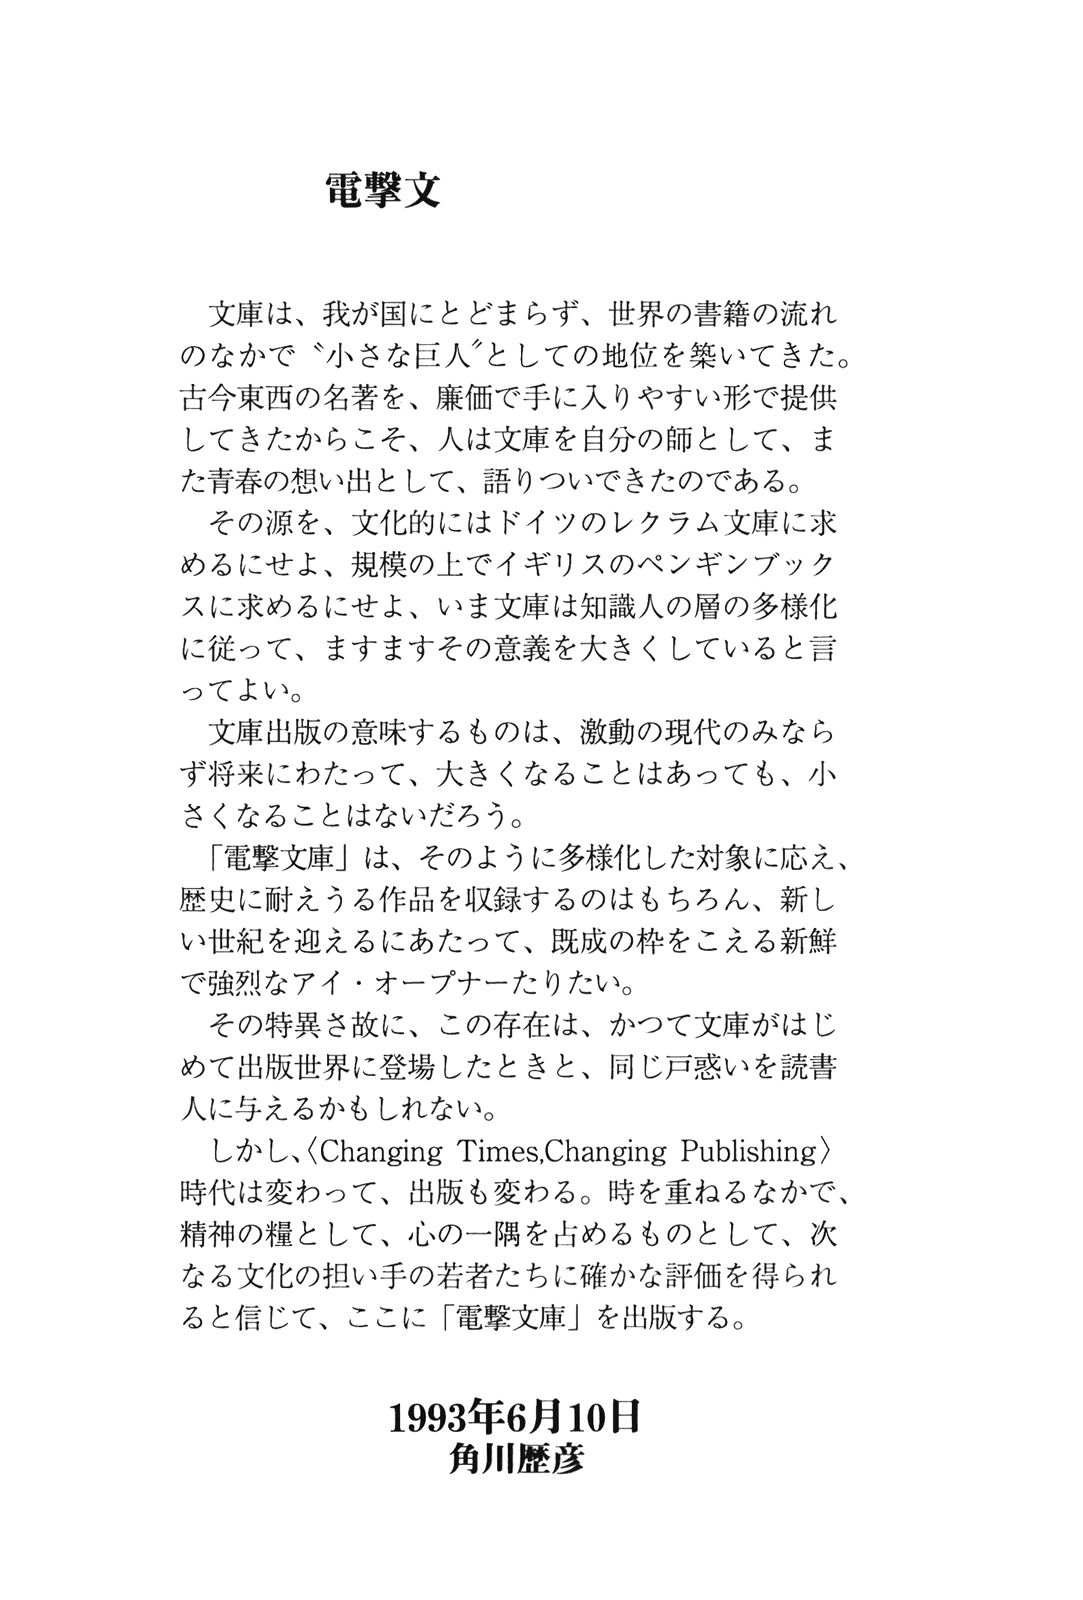 電撃文
文庫は、我が国にとどまらず、世界の書籍の流れ
のなかで〝小さな巨人〟としての地位を築いてきた。
古今東西の名著を、廉価で手に入りやすい形で提供
してきたからこそ、人は文庫を自分の師として、ま
た青春の想い出として、語りついできたのである。
その源を、文化的にはドイツのレクラム文庫に求
めるにせよ、規模の上でイギリスのペンギンブック
スに求めるにせよ、いま文庫は知識人の層の多様化
に従って、ますますその意義を大きくしていると言
ってよい。
文庫出版の意味するものは、激動の現代のみなら
ず将来にわたって、大きくなることはあっても、小
さくなることはないだろう。
「電撃文庫」は、そのように多様化した対象に応え、
歴史に耐えうる作品を収録するのはもちろん、新し
い世紀を迎えるにあたって、既成の枠をこえる新鮮
で強烈なアイ・オープナーたりたい。
その特異さ故に、この存在は、かつて文庫がはじ
めて出版世界に登場したときと、同じ戸惑いを読書
人に与えるかもしれない。
しかし、〈Changing Times,Changing Publishing〉
時代は変わって、出版も変わる。時を重ねるなかで、
精神の糧として、心の一隅を占めるものとして、次
なる文化の担い手の若者たちに確かな評価を得られ
ると信じて、ここに「電撃文庫」を出版する。
1993年6月10日
角川歴彦